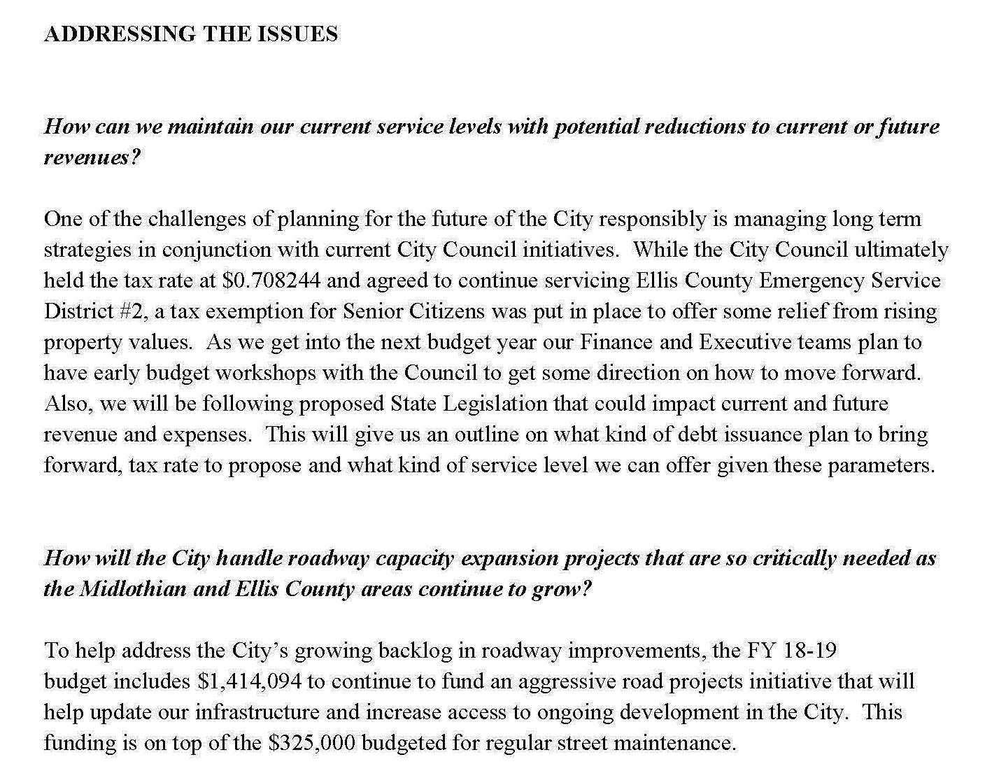 ADDRESSING THE ISSUES
How can we maintain our current service levels with potential reductions to current or future
revenues?
One of the challenges of planning for the future of the City responsibly is managing long term
strategies in conjunction with current City Council initiatives.  While the City Council ultimately
held the tax rate at $0.708244 and agreed to continue servicing Ellis County Emergency Service
District #2, a tax exemption for Senior Citizens was put in place to offer some relief from rising
property values.  As we get into the next budget year our Finance and Executive teams plan to
have early budget workshops with the Council to get some direction on how to move forward.
Also, we will be following proposed State Legislation that could impact current and future
revenue and expenses.  This will give us an outline on what kind of debt issuance plan to bring
forward, tax rate to propose and what kind of service level we can offer given these parameters.
How will the City handle roadway capacity expansion projects that are so critically needed as
the Midlothian and Ellis County areas continue to grow?
To help address the City’s growing backlog in roadway improvements, the FY 18-19
budget includes $1,414,094 to continue to fund an aggressive road projects initiative that will
help update our infrastructure and increase access to ongoing development in the City.  This
funding is on top of the $325,000 budgeted for regular street maintenance.